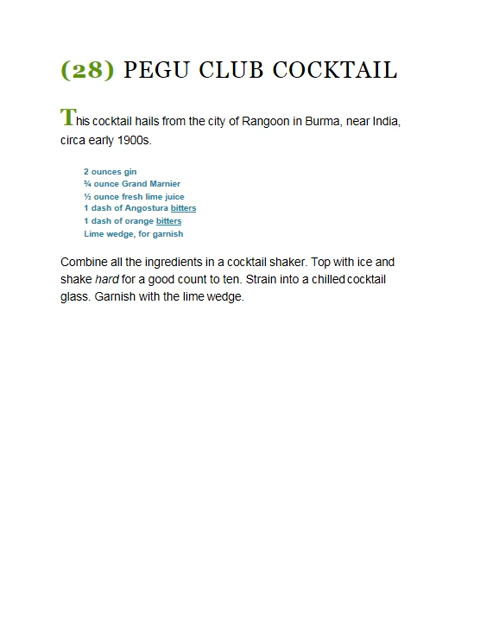 (28) PEGU CLUB COCKTAIL
This cocktail hails from the city of Rangoon in Burma, near India,
circa early 1900s.
2 ounces gin
¾ ounce Grand Marnier
½ ounce fresh lime juice
1 dash of Angostura bitters
1 dash of orange bitters
Lime wedge, for garnish
Combine all the ingredients in a cocktail shaker. Top with ice and
shake hard for a good count to ten. Strain into a chilled cocktail
glass. Garnish with the lime wedge.